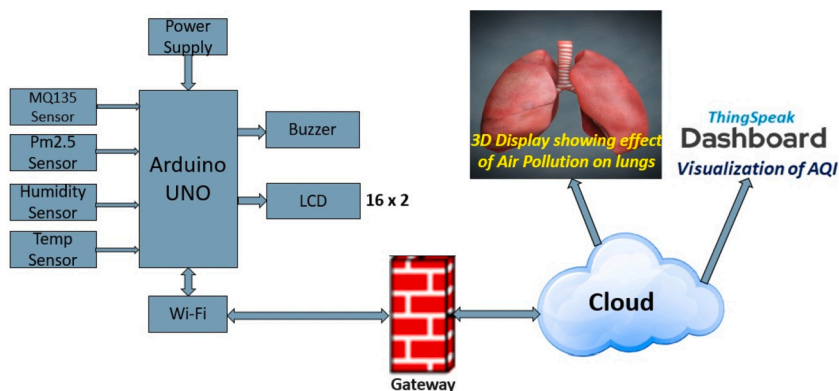 Power
Supply
MQ135
Sensor
Pm2.5
Sensor
Humidity
Sensor
Temp
Sensor
Arduino
UNO
Buzzer
LCD
16 x 2
Wi-Fi
Gateway
Cloud
3D Display showing effect
of Air Pollution on lungs
ThingSpeak
Dashboard
Visualization of AQI